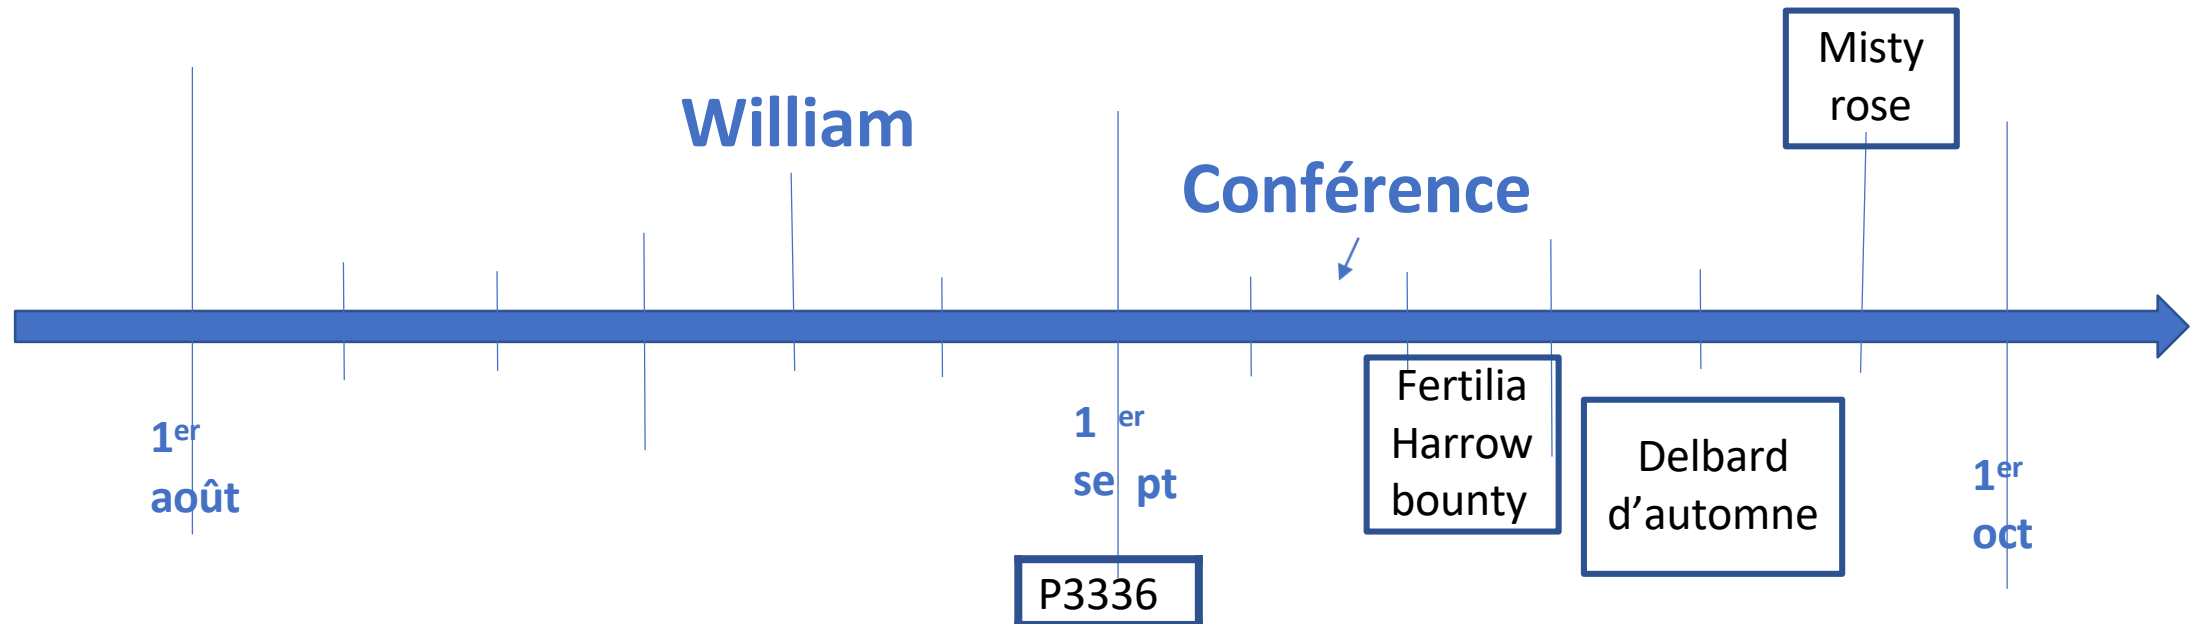 Misty
rose
William
Conférence
1er
août
1 er
se pt
Fertilia
Harrow
bounty
Delbard
d’automne
1er
oct
P3336